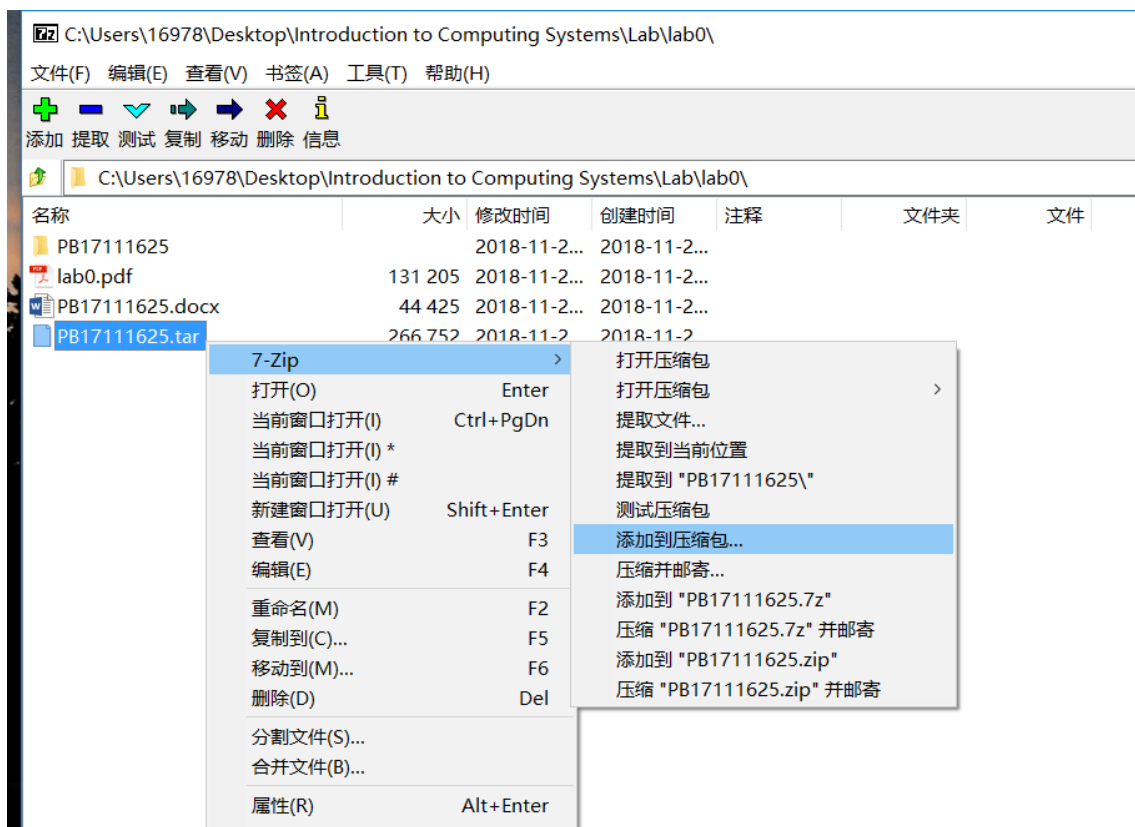 C:\Users\16978\Desktop\Introduction to Computing Systems\Lab\lab0\
文件(F) 编辑(E) 查看(V) 书签(A) 工具(T) 帮助(H)
添加 提取 测试 复制 移动 删除 信息
C:\Users\16978\Desktop\Introduction to Computing Systems\Lab\lab0\
名称 大小 修改时间 创建时间 注释 文件夹 文件
PB17111625 2018-11-2... 2018-11-2...
lab0.pdf 131 205 2018-11-2... 2018-11-2...
PB17111625.docx 44 425 2018-11-2... 2018-11-2...
PB17111625.tar 266 752 2018-11-2 2018-11-2
7-Zip >
打开(O) Enter
当前窗口打开(I) Ctrl+PgDn
当前窗口打开(I) *
当前窗口打开(I) #
新建窗口打开(U) Shift+Enter
查看(V) F3
编辑(E) F4
重命名(M) F2
复制到(C)... F5
移动到(M)... F6
删除(D) Del
分割文件(S)...
合并文件(B)...
属性(R) Alt+Enter
打开压缩包
打开压缩包 >
提取文件...
提取到当前位置
提取到 "PB17111625\"
测试压缩包
添加到压缩包...
压缩并邮寄...
添加到 "PB17111625.7z"
压缩 "PB17111625.7z" 并邮寄
添加到 "PB17111625.zip"
压缩 "PB17111625.zip" 并邮寄